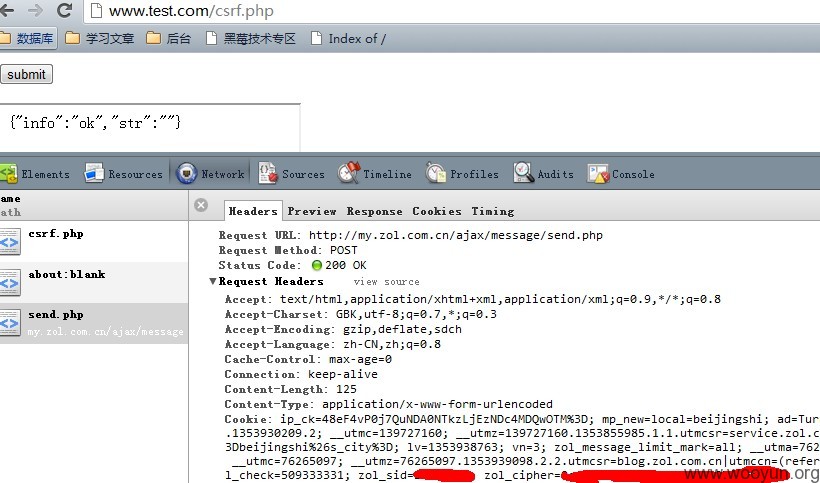 www.test.com/csrf.php
数据库 学习文章 后台 黑莓技术专区 Index of /
submit
{"info":"ok","str":""}
Elements Resources Network Sources Timeline Profiles Audits Console
ame
ath
Headers Preview Response Cookies Timing
csrf.php
about:blank
send.php
my.zol.com.cn/ajax/message
Request URL: http://my.zol.com.cn/ajax/message/send.php
Request Method: POST
Status Code: 200 OK
▼Request Headers view source
Accept: text/html,application/xhtml+xml,application/xml;q=0.9,*/*;q=0.8
Accept-Charset: GBK,utf-8;q=0.7,*;q=0.3
Accept-Encoding: gzip,deflate,sdch
Accept-Language: zh-CN,zh;q=0.8
Cache-Control: max-age=0
Connection: keep-alive
Content-Length: 125
Content-Type: application/x-www-form-urlencoded
Cookie: ip_ck=48eF4vP0j7QuNDA0NTkzLjEzNDc4MDQwOTM%3D; mp_new=local=beijingshi; ad=Tur
.1353930209.2; __utmc=139727160; __utmz=139727160.1353855985.1.1.utmcsr=service.zol.c
3Dbeijingshi%26s_city%3D; lv=1353938763; vn=3; zol_message_limit_mark=all; __utma=762
__utmc=76265097; __utmz=76265097.1353939098.2.2.utmcsr=blog.zol.com.cn|utmccn=(refer
l_check=509333331; zol_sid= zol_cipher=
www.wooyun.org